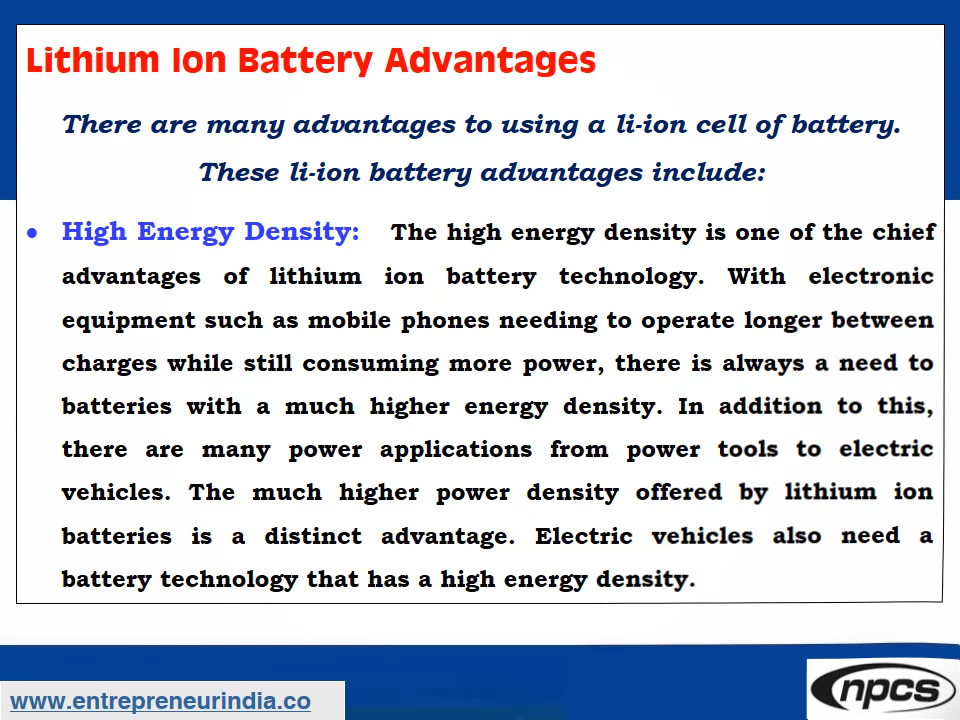 Lithium Ion Battery Advantages
There are many advantages to using a li-ion cell of battery.
These li-ion battery advantages include:
• High Energy Density: The high energy density is one of the chief
advantages of lithium ion battery technology. With electronic
equipment such as mobile phones needing to operate longer between
charges while still consuming more power, there is always a need to
batteries with a much higher energy density. In addition to this,
there are many power applications from power tools to electric
vehicles. The much higher power density offered by lithium ion
batteries is a distinct advantage. Electric vehicles also need a
battery technology that has a high energy density.
www.entrepreneurindia.co
npcs